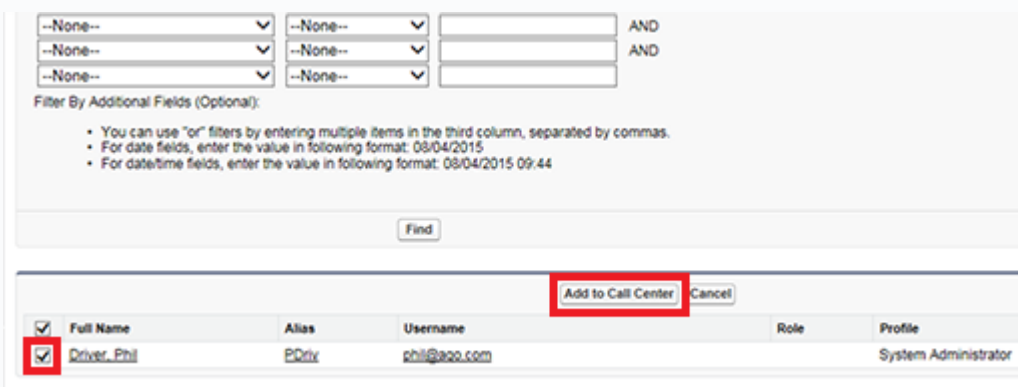 --None-- --None-- AND
--None-- --None-- AND
--None-- --None--
Filter By Additional Fields (Optional):
• You can use "or" filters by entering multiple items in the third column, separated by commas.
• For date fields, enter the value in following format: 08/04/2015
• For date/time fields, enter the value in following format: 08/04/2015 09:44
Find
Add to Call Center Cancel
Full Name Alias Username Role Profile
Driver, Phil PDriv phil@aqo.com System Administrator